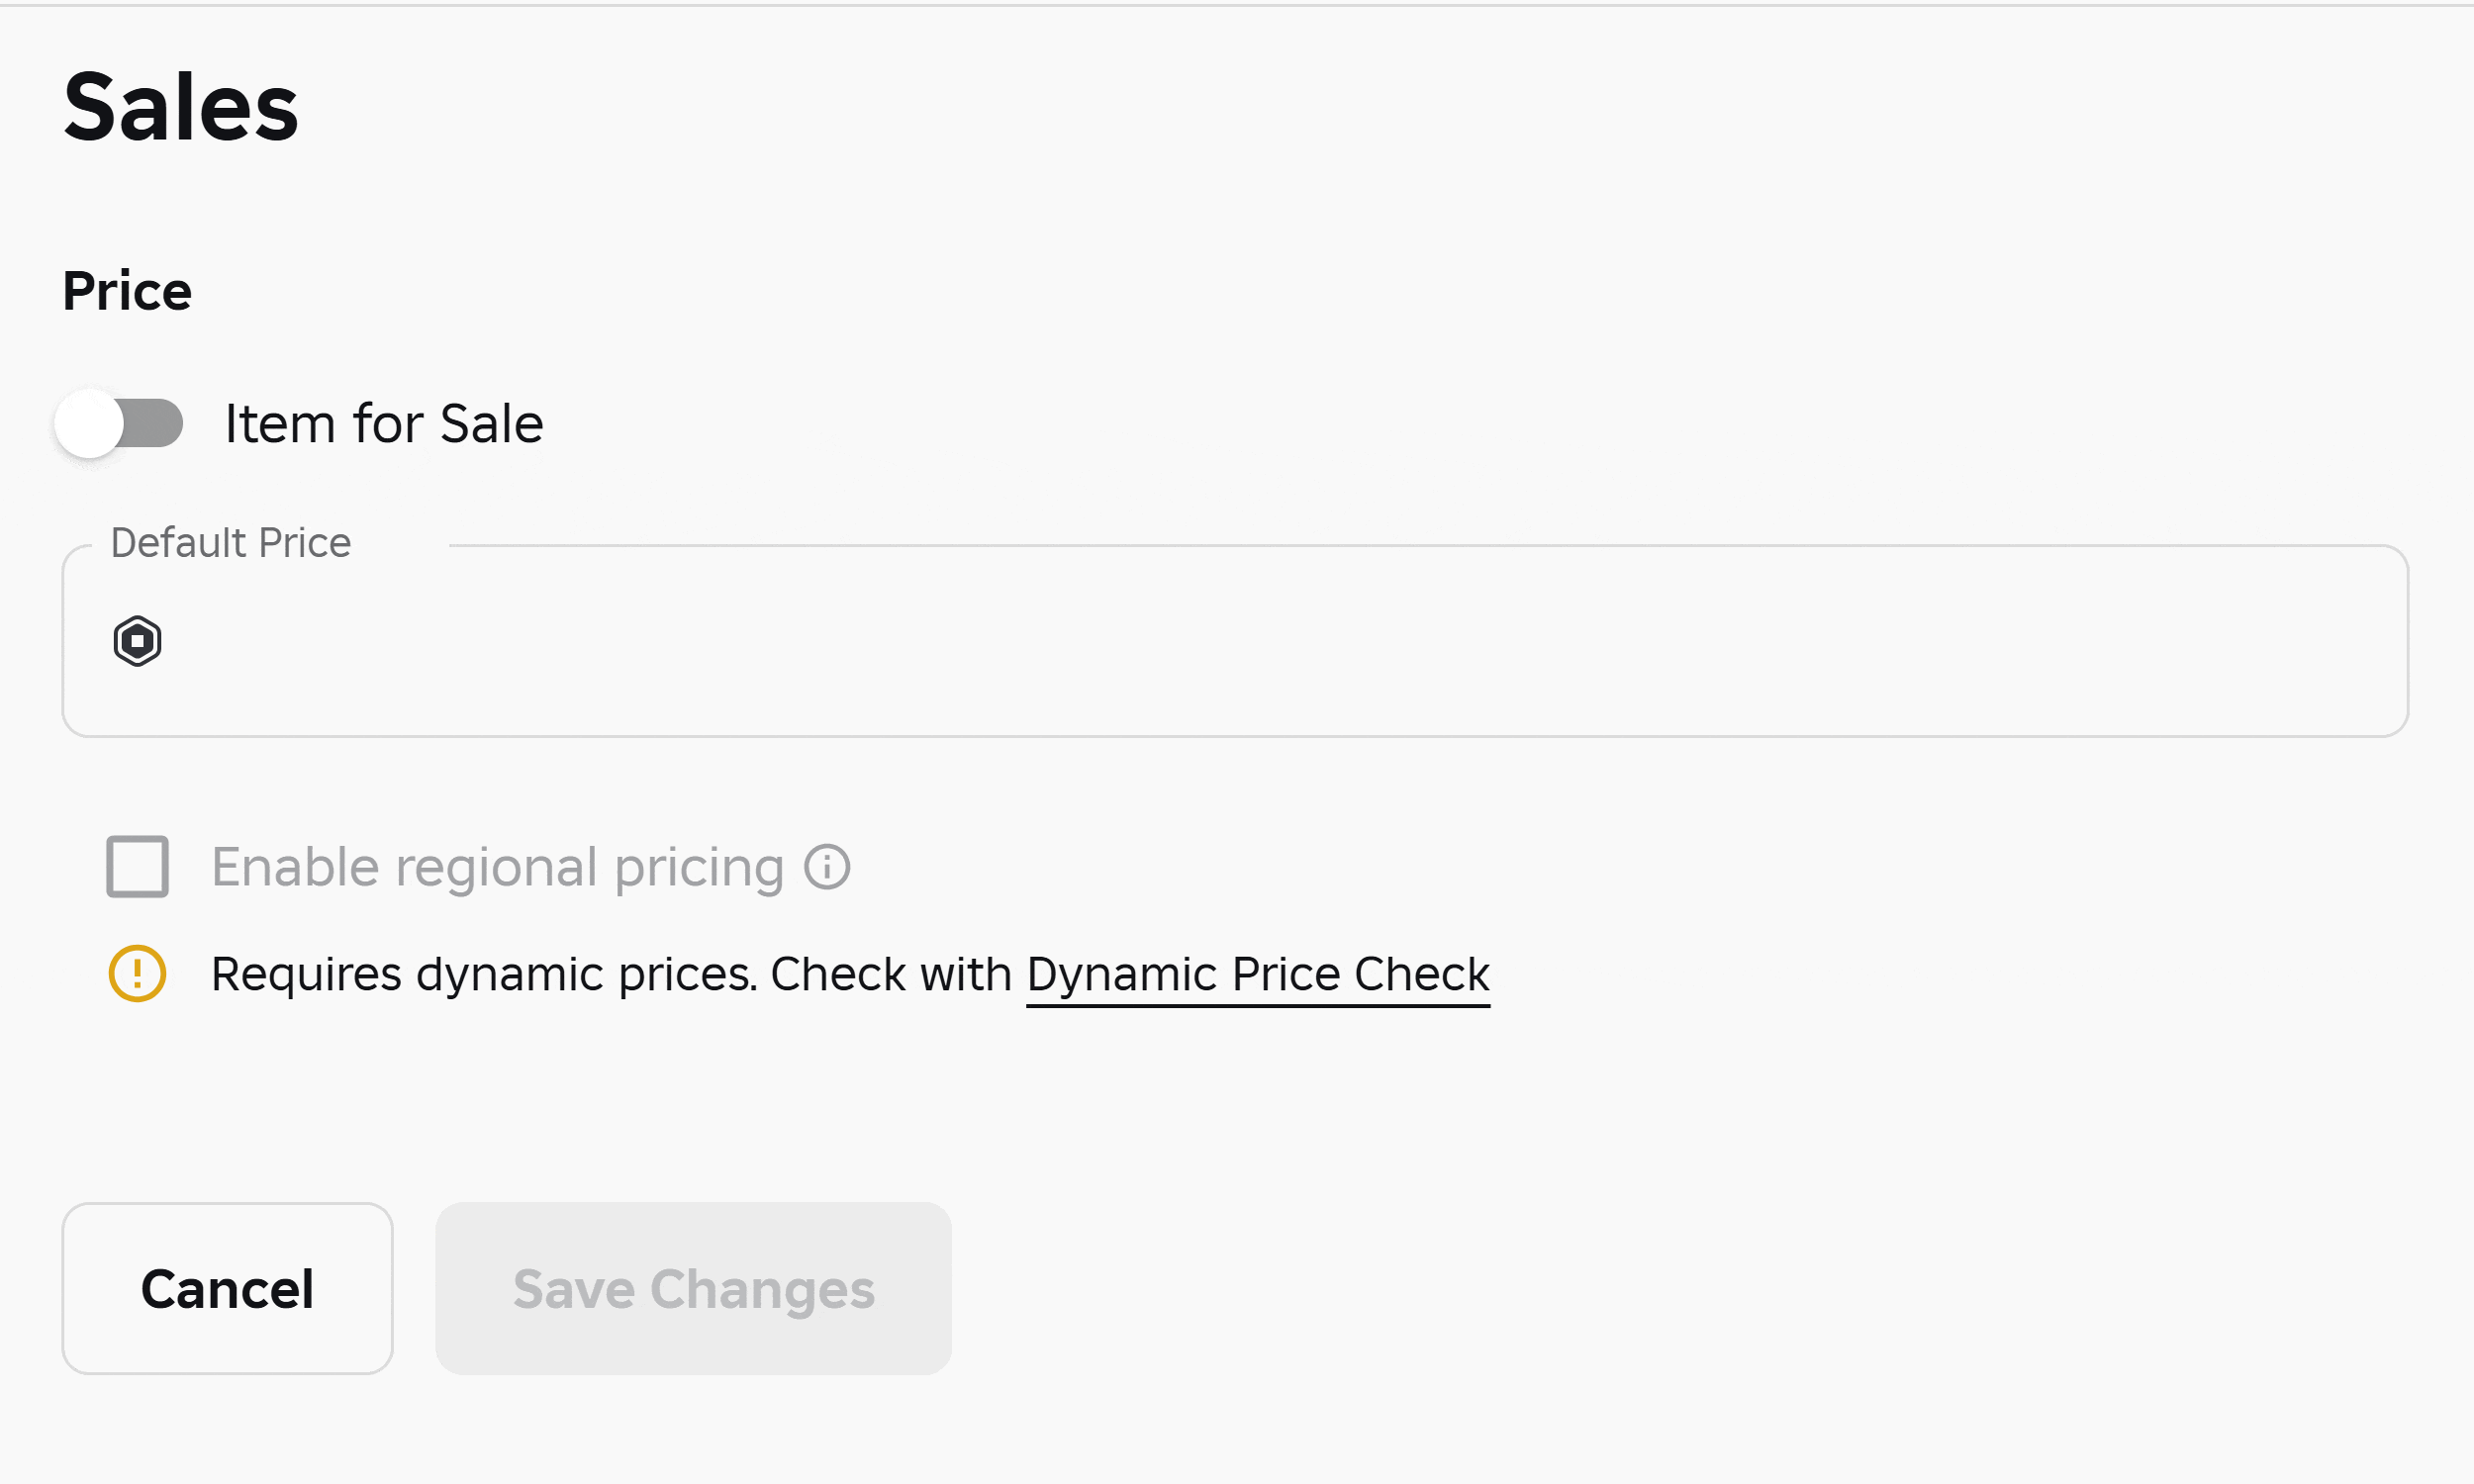 Sales
Price
Item for Sale
Default Price
Enable regional pricing
Requires dynamic prices. Check with Dynamic Price Check
Cancel
Save Changes